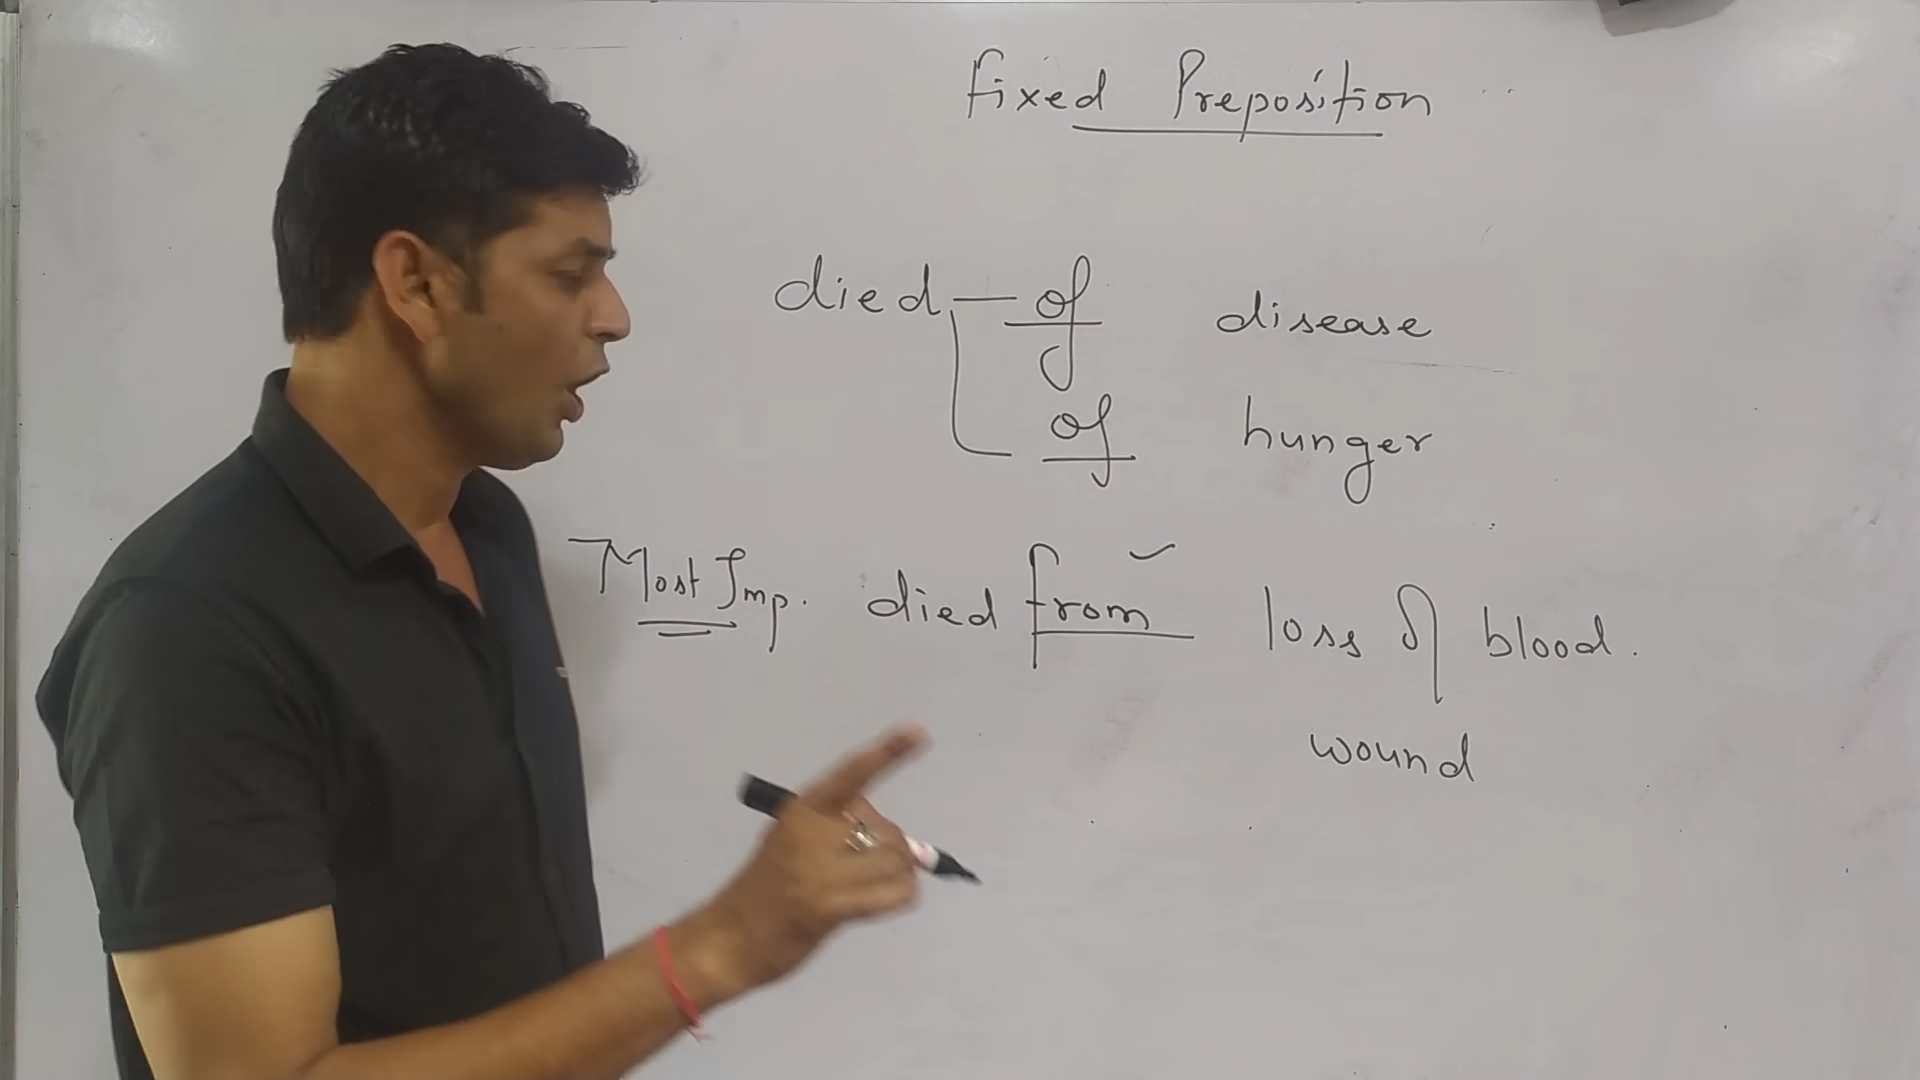 fixed Preposition
died — of disease
of hunger
Most Imp. died from loss of blood.
wound